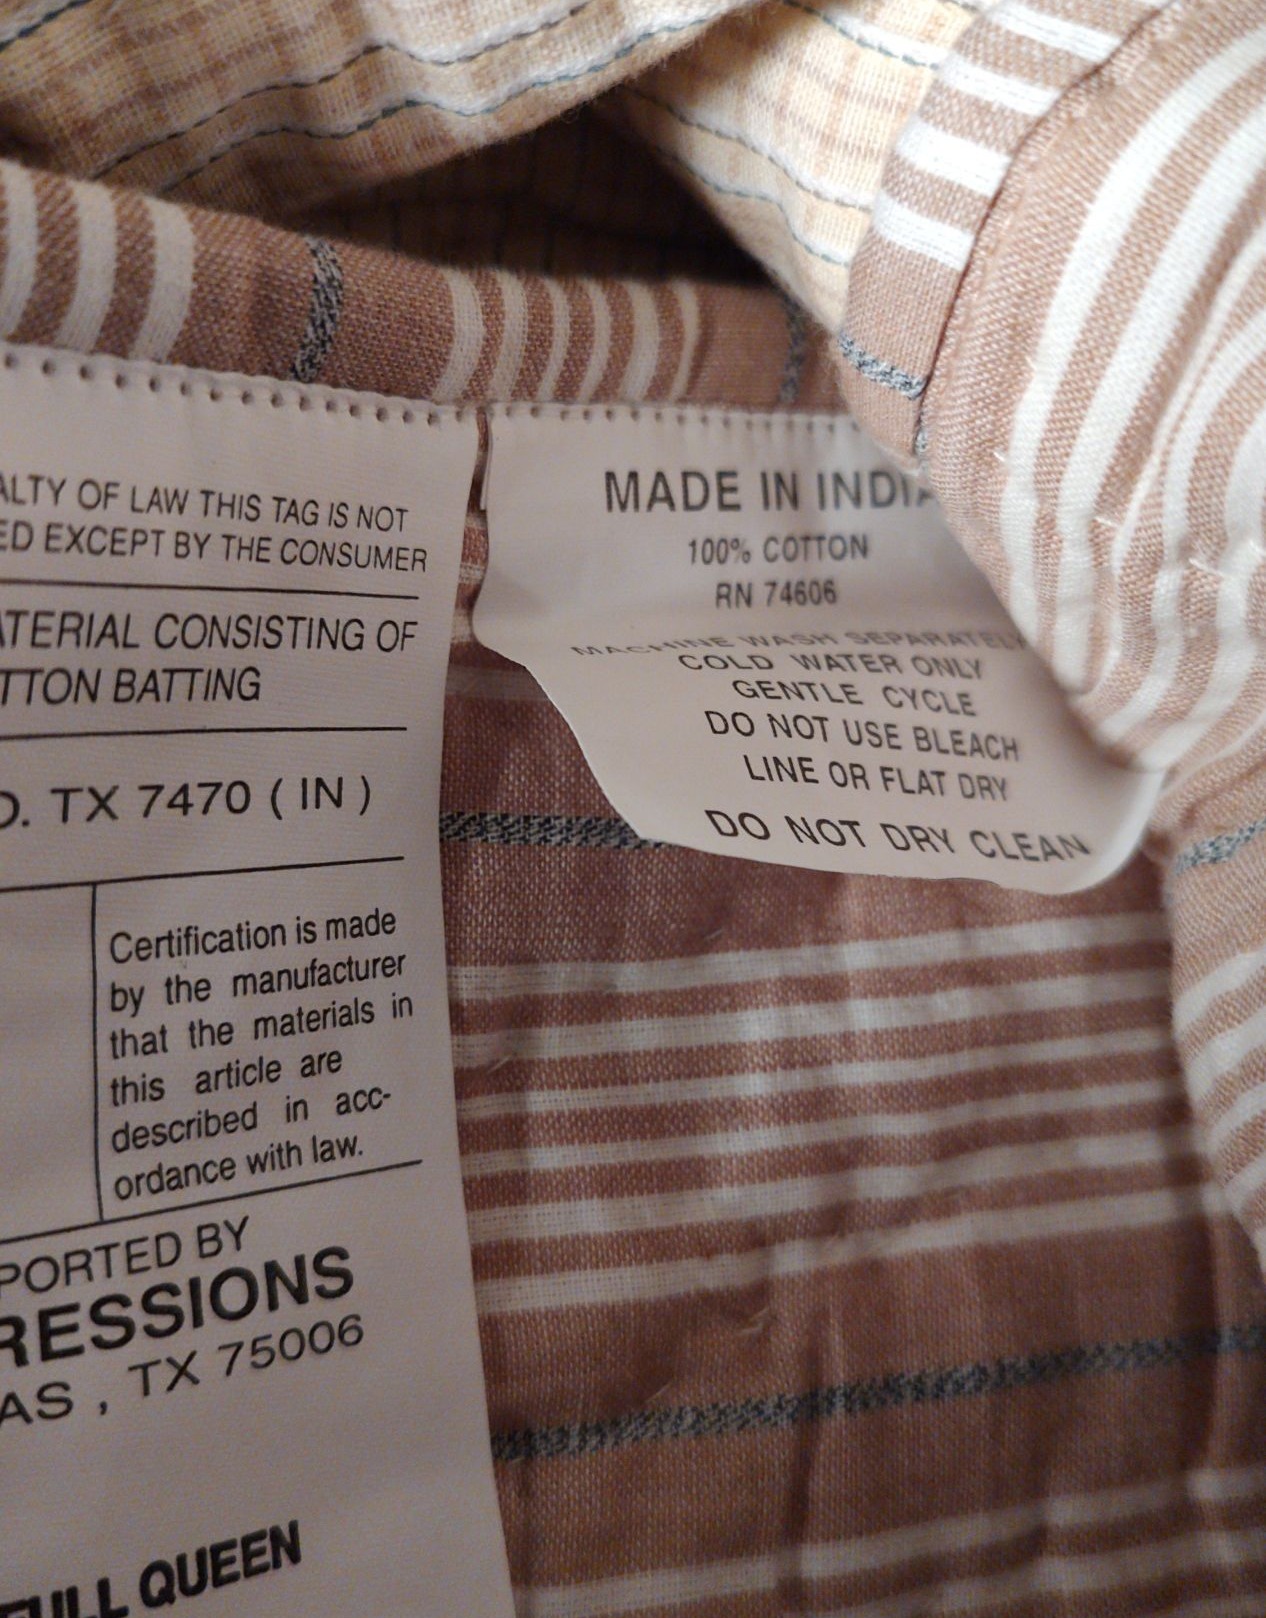 ALTY OF LAW THIS TAG IS NOT
ED EXCEPT BY THE CONSUMER
ATERIAL CONSISTING OF
TTON BATTING
O. TX 7470 ( IN )
Certification is made
by the manufacturer
that the materials in
this article are
described in acc-
ordance with law.
PORTED BY
RESSIONS
AS , TX 75006
FULL QUEEN
MADE IN INDIA
100% COTTON
RN 74606
MACHINE WASH SEPARATELY
COLD WATER ONLY
GENTLE CYCLE
DO NOT USE BLEACH
LINE OR FLAT DRY
DO NOT DRY CLEAN